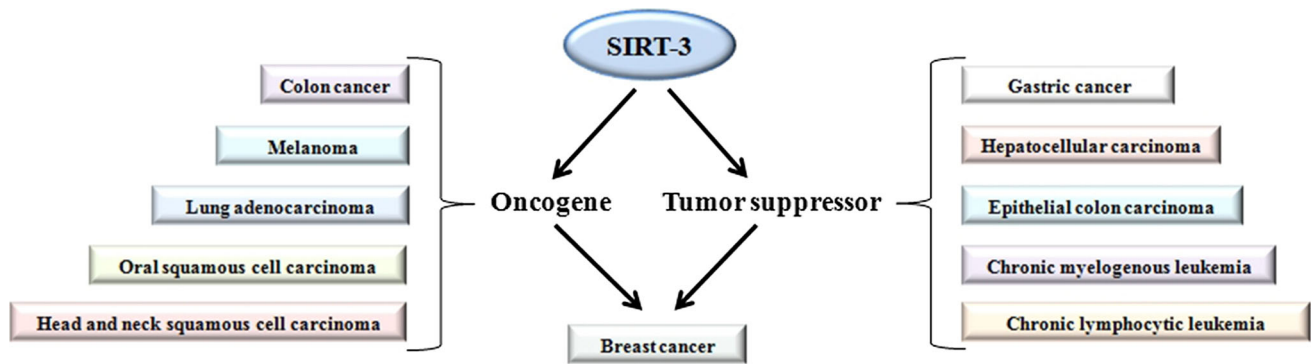 SIRT-3
Colon cancer
Melanoma
Lung adenocarcinoma
Oral squamous cell carcinoma
Head and neck squamous cell carcinoma
Oncogene
Tumor suppressor
Gastric cancer
Hepatocellular carcinoma
Epithelial colon carcinoma
Chronic myelogenous leukemia
Chronic lymphocytic leukemia
Breast cancer